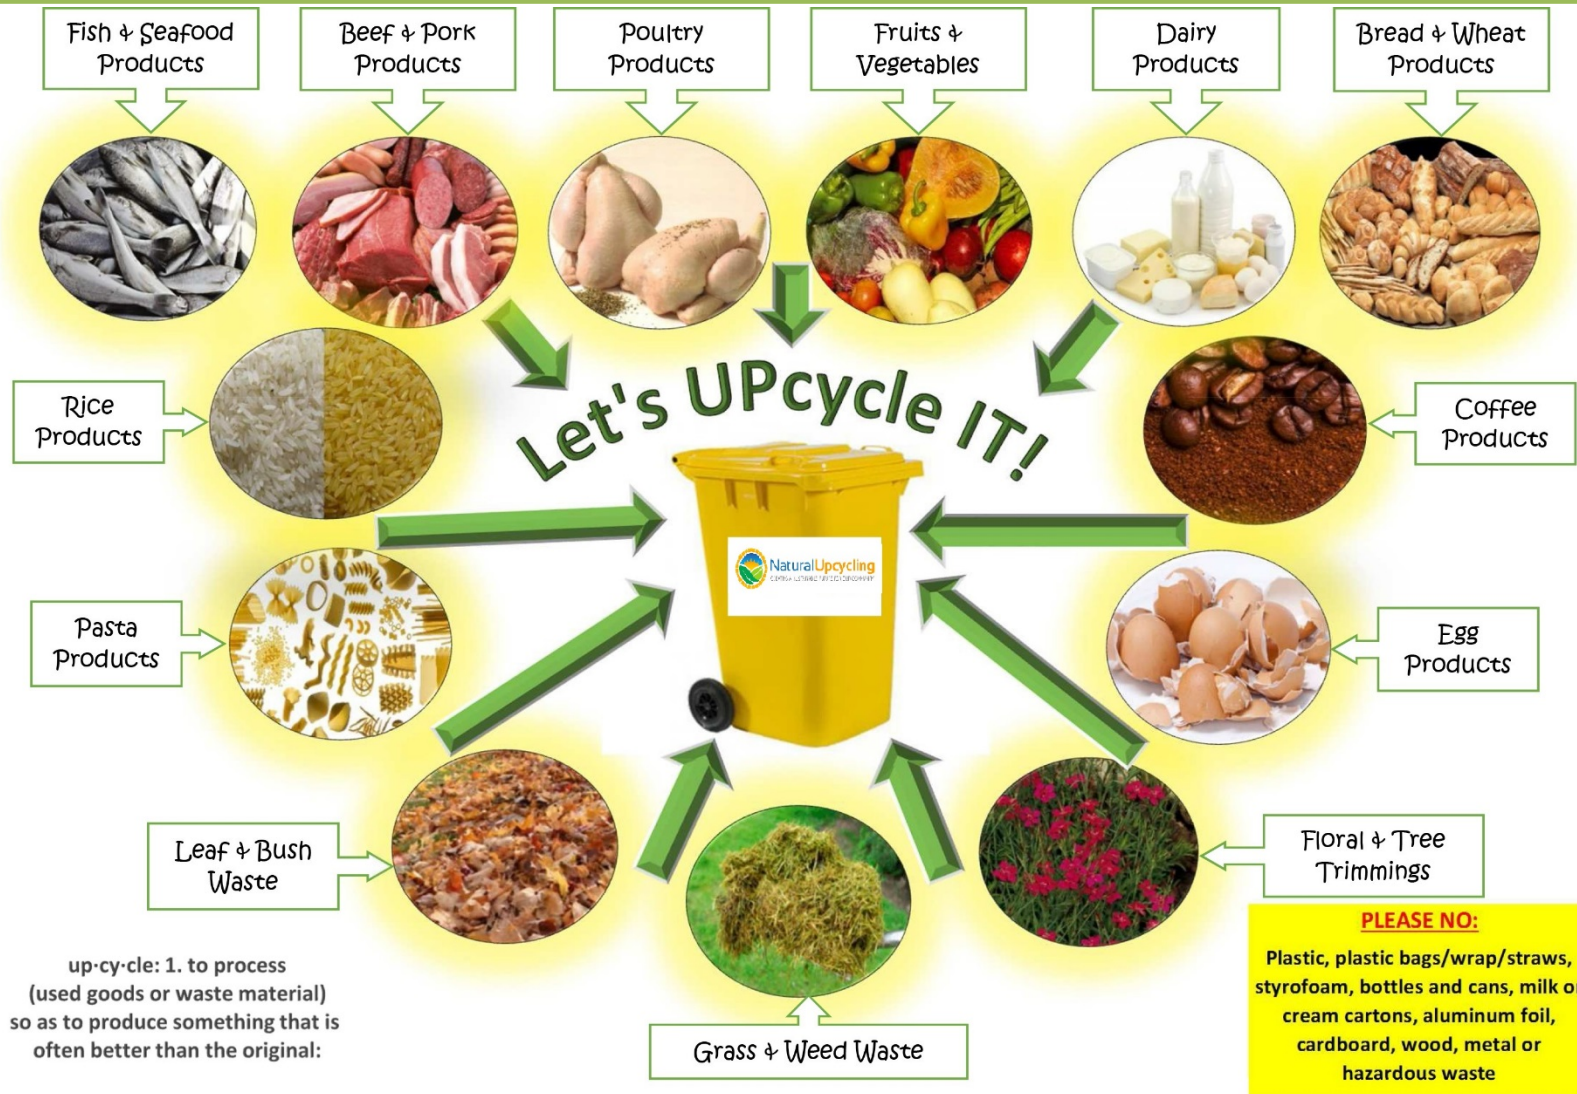 Fish & Seafood
Products
Beef & Pork
Products
Poultry
Products
Fruits &
Vegetables
Dairy
Products
Bread & Wheat
Products
Let's UPcycle IT!
Rice
Products
Coffee
Products
NaturalUpcycling
Pasta
Products
Egg
Products
Leaf & Bush
Waste
Floral & Tree
Trimmings
Grass & Weed Waste
up·cy·cle: 1. to process
(used goods or waste material)
so as to produce something that is
often better than the original:
PLEASE NO:
Plastic, plastic bags/wrap/straws,
styrofoam, bottles and cans, milk or
cream cartons, aluminum foil,
cardboard, wood, metal or
hazardous waste